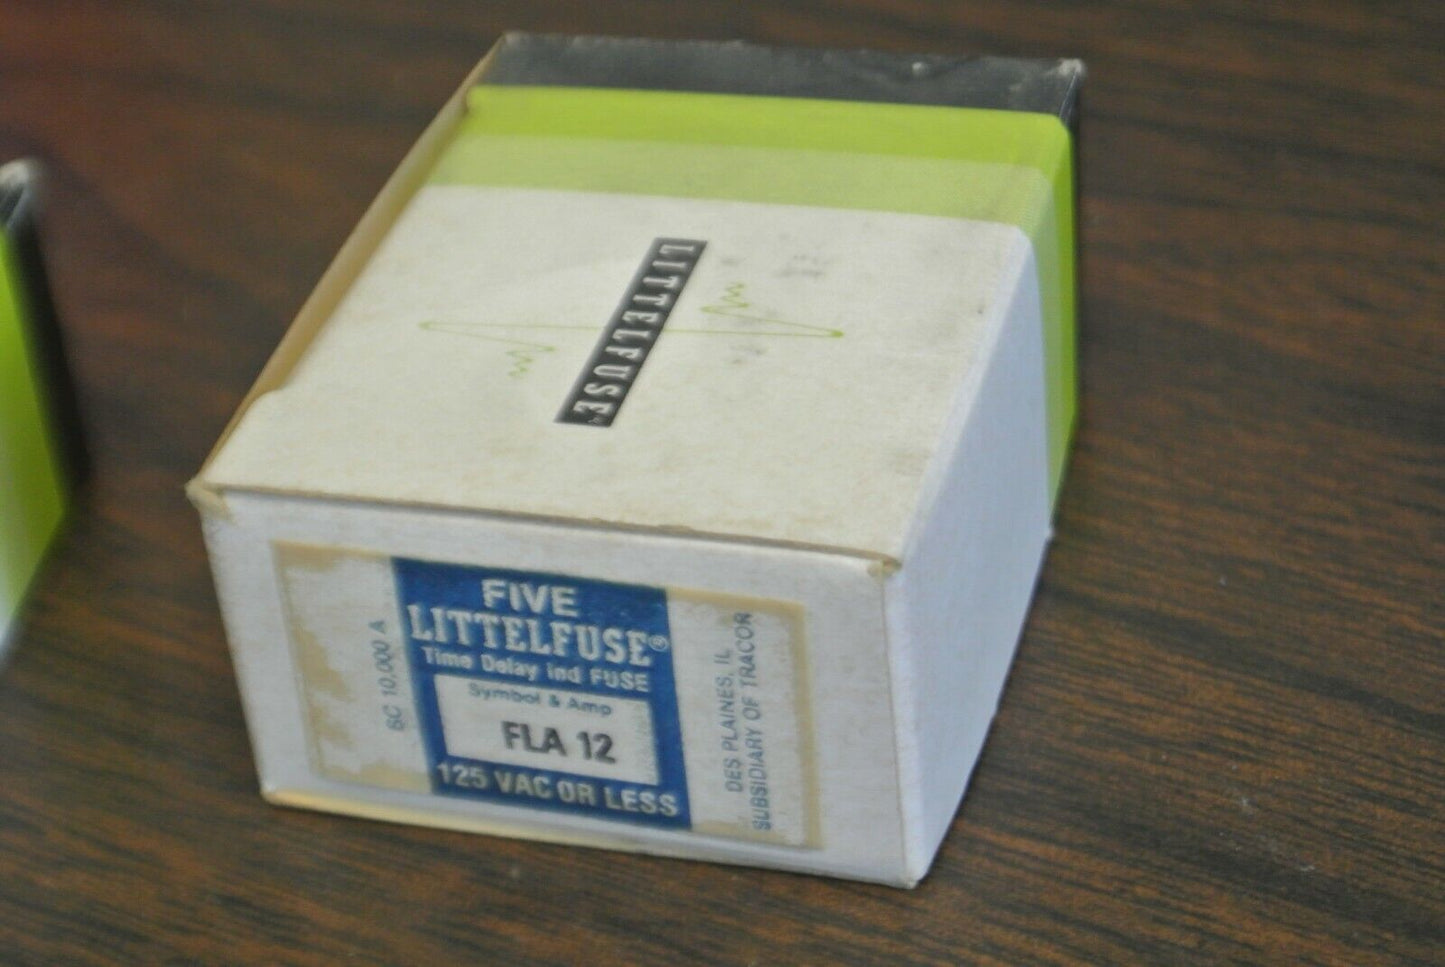 LITTELFUSE
FIVE
LITTELFUSE®
Time Delay Ind FUSE
Symbol & Amp
FLA 12
125 VAC OR LESS
SC 10,000 A
DES PLAINES, IL
SUBSIDIARY OF TRACOR